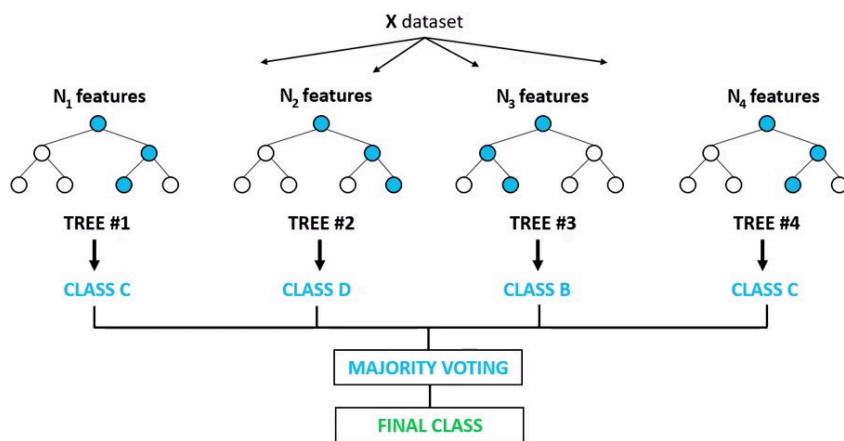 X dataset
N₁ features N₂ features N₃ features N₄ features
TREE #1 TREE #2 TREE #3 TREE #4
CLASS C CLASS D CLASS B CLASS C
MAJORITY VOTING
FINAL CLASS